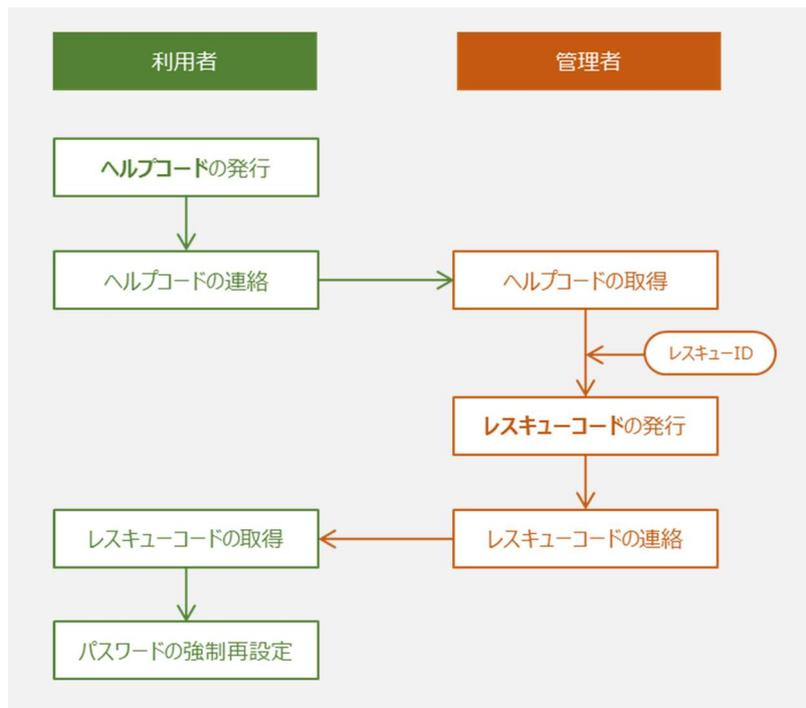 利用者
管理者
ヘルプコードの発行
ヘルプコードの連絡
ヘルプコードの取得
レスキューID
レスキューコードの発行
レスキューコードの取得
レスキューコードの連絡
パスワードの強制再設定